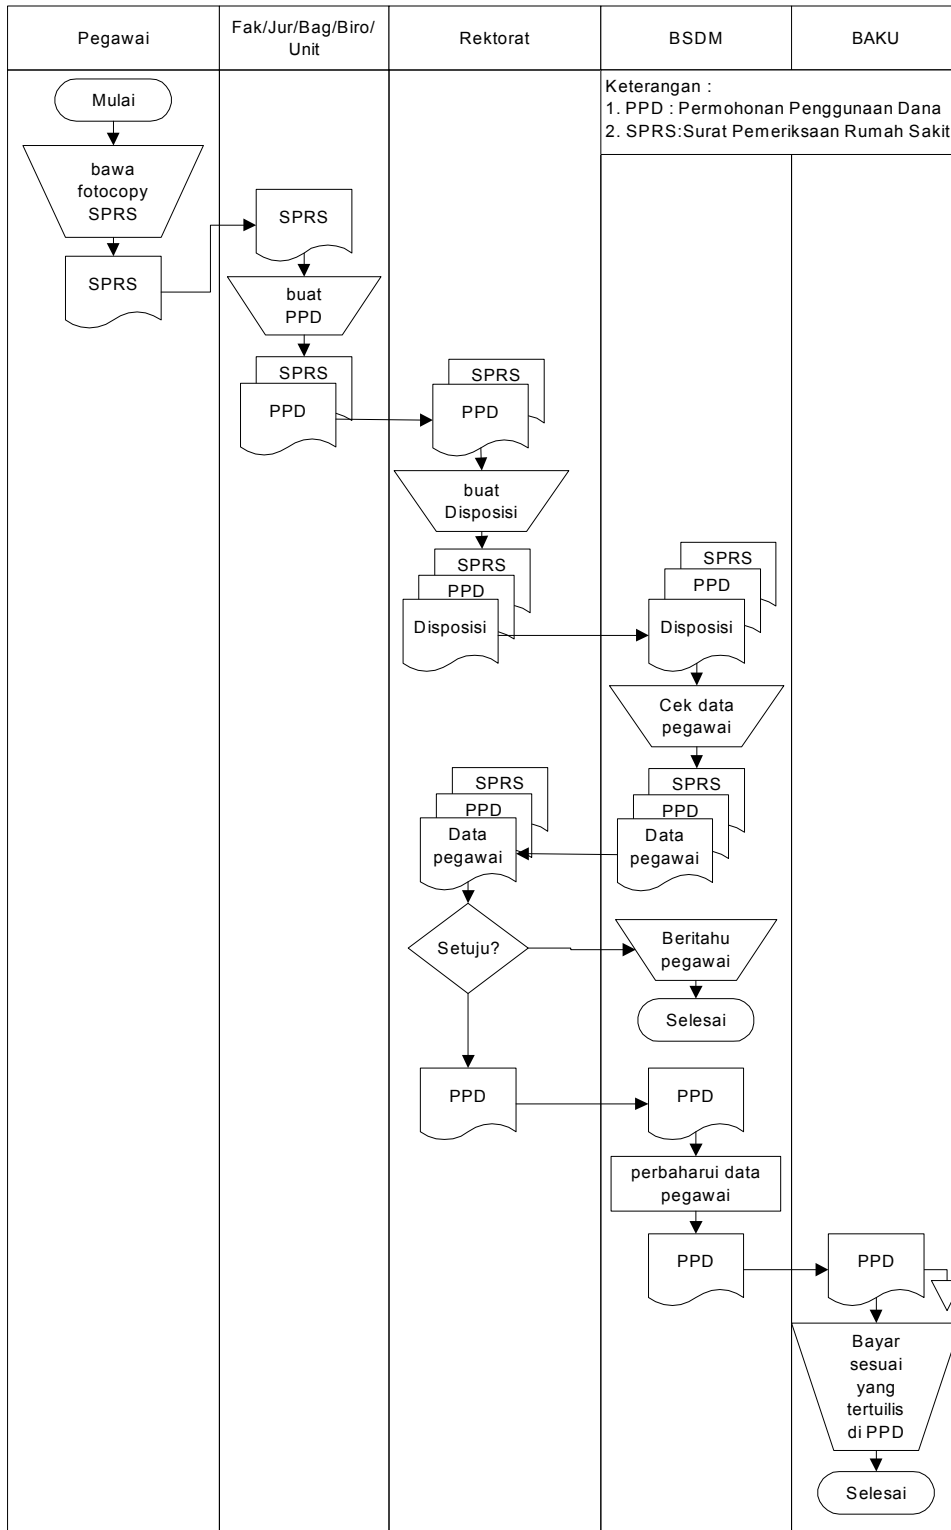 Pegawai
Fak/Jur/Bag/Biro/
Unit
Rektorat
BSDM
BAKU
Keterangan :
1. PPD : Permohonan Penggunaan Dana
2. SPRS:Surat Pemeriksaan Rumah Sakit
Mulai
bawa
fotocopy
SPRS
SPRS
SPRS
buat
PPD
SPRS
PPD
SPRS
PPD
buat
Disposisi
SPRS
PPD
Disposisi
SPRS
PPD
Disposisi
Cek data
pegawai
SPRS
PPD
Data
pegawai
SPRS
PPD
Data
pegawai
Setuju?
Beritahu
pegawai
Selesai
PPD
PPD
perbaharui data
pegawai
PPD
PPD
Bayar
sesuai
yang
tertuilis
di PPD
Selesai